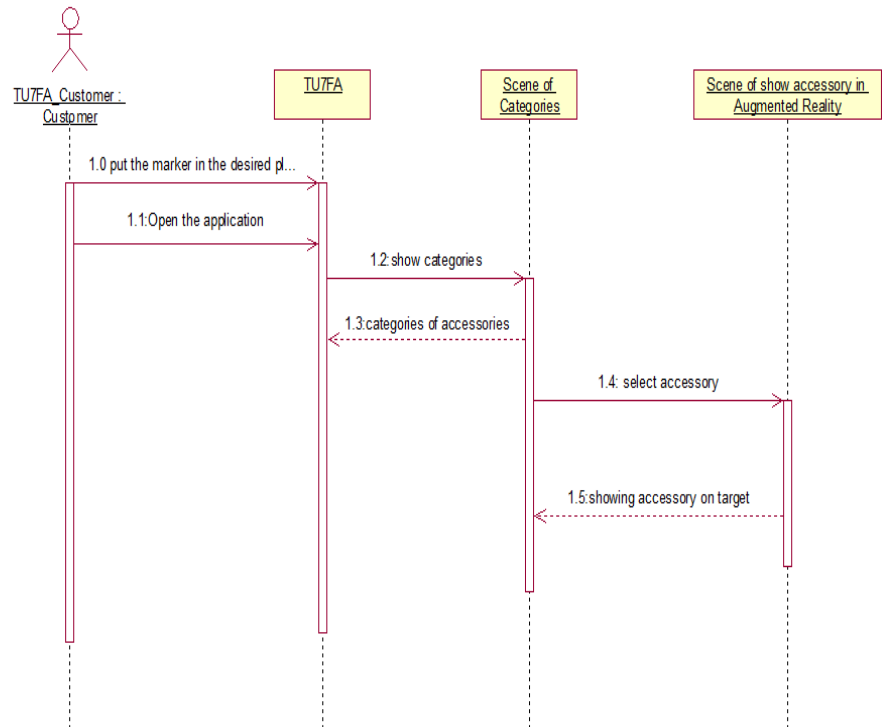 TU7FA_Customer :
Customer
TU7FA
Scene of
Categories
Scene of show accessory in
Augmented Reality
1.0 put the marker in the desired pl...
1.1:Open the application
1.2:show categories
1.3:categories of accessories
1.4: select accessory
1.5:showing accessory on target